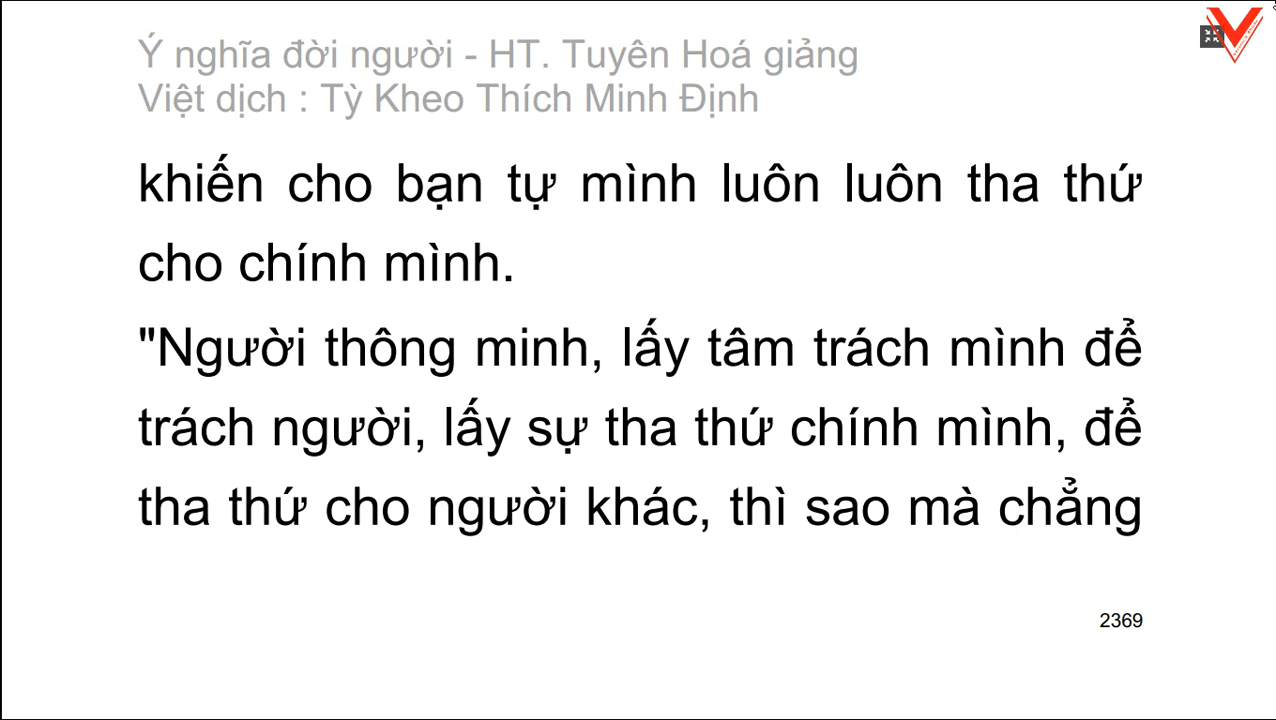 Ý nghĩa đời người - HT. Tuyên Hoá giảng
Việt dịch : Tỳ Kheo Thích Minh Định
khiến cho bạn tự mình luôn luôn tha thứ
cho chính mình.
"Người thông minh, lấy tâm trách mình để
trách người, lấy sự tha thứ chính mình, để
tha thứ cho người khác, thì sao mà chẳng
2369